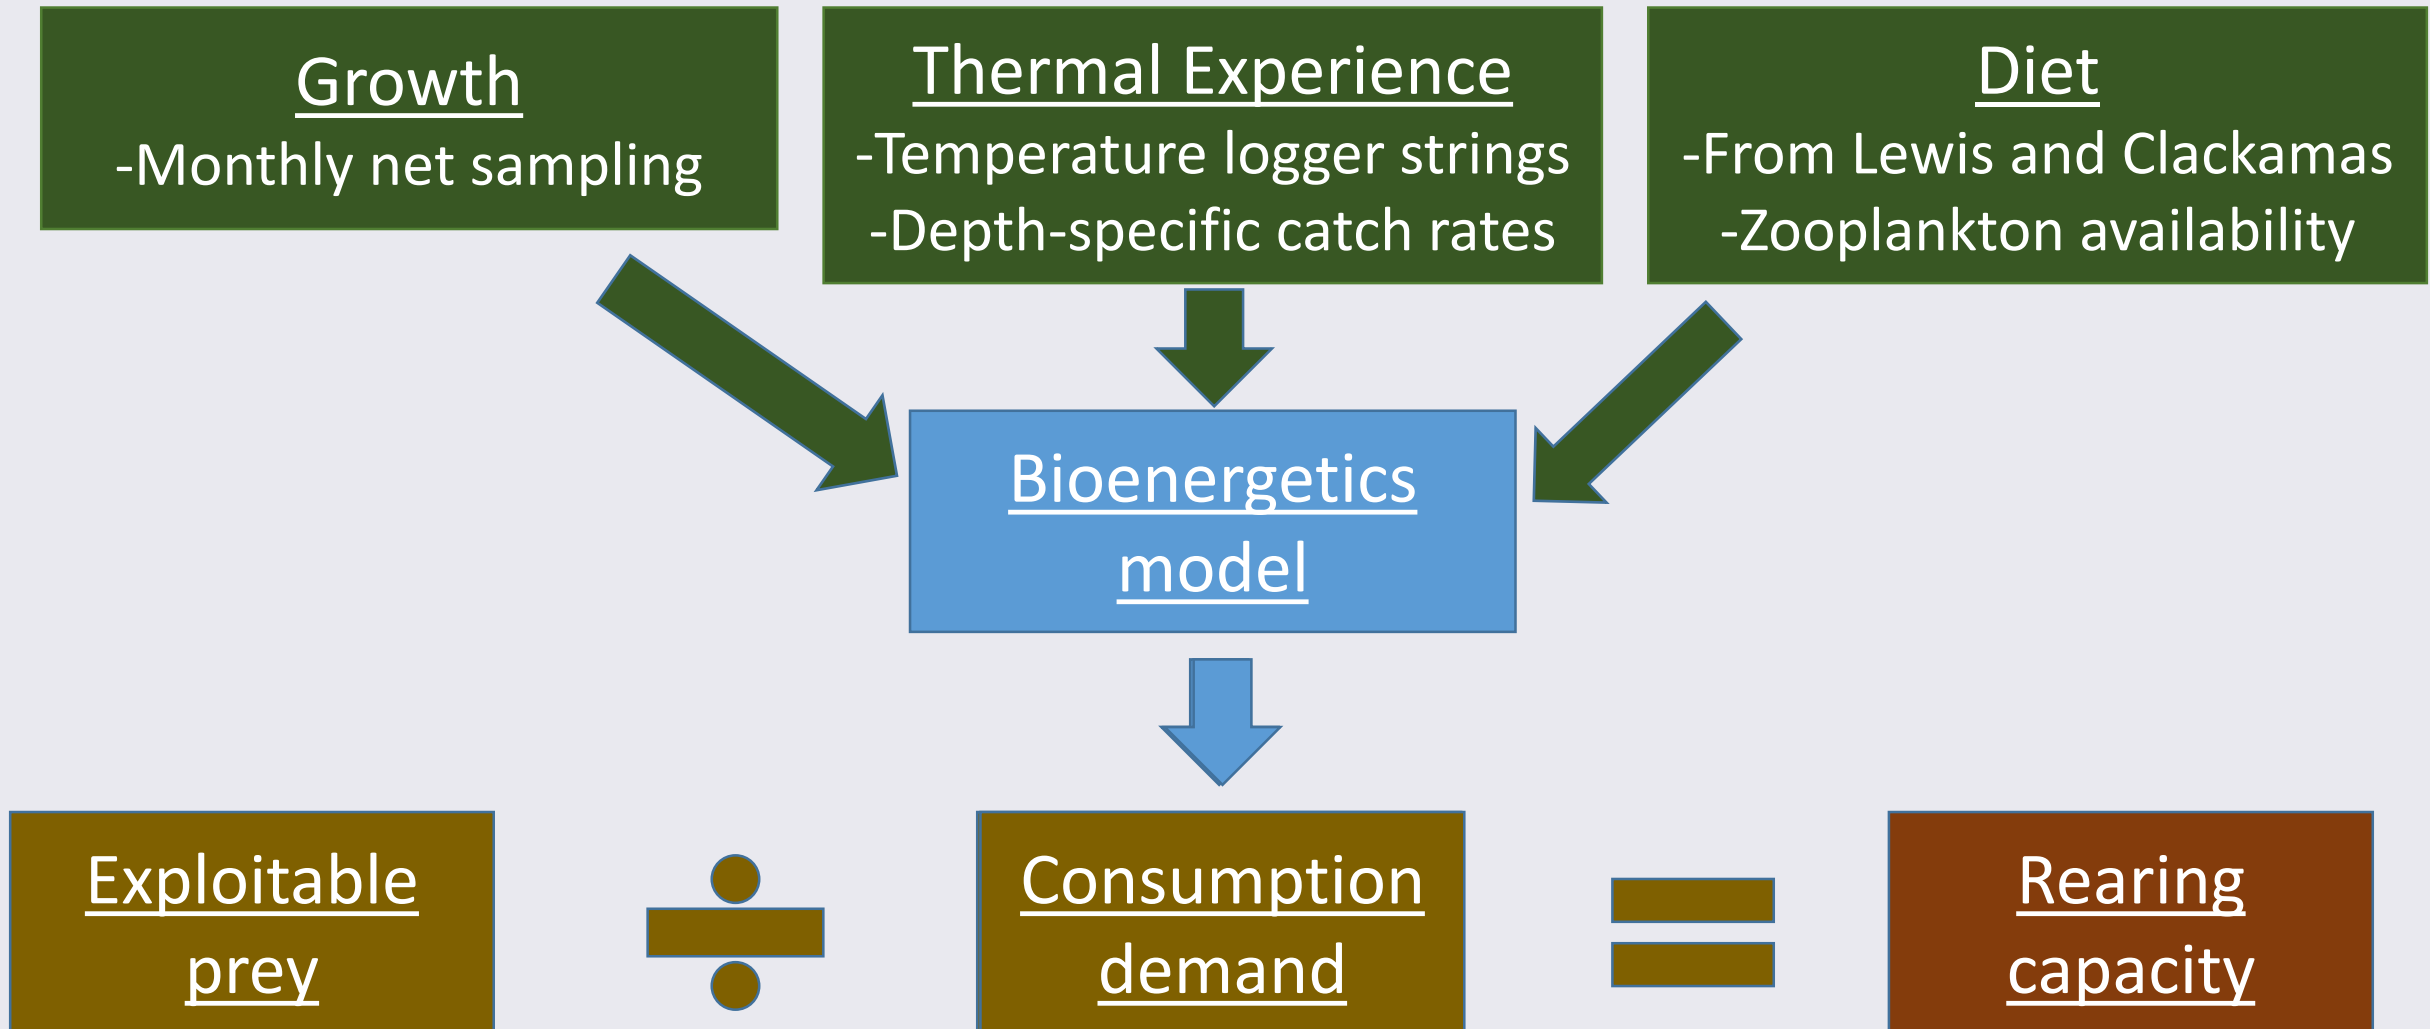 Growth
-Monthly net sampling
Thermal Experience
-Temperature logger strings
-Depth-specific catch rates
Diet
-From Lewis and Clackamas
-Zooplankton availability
Bioenergetics
model
Exploitable
prey
÷
Consumption
demand
=
Rearing
capacity